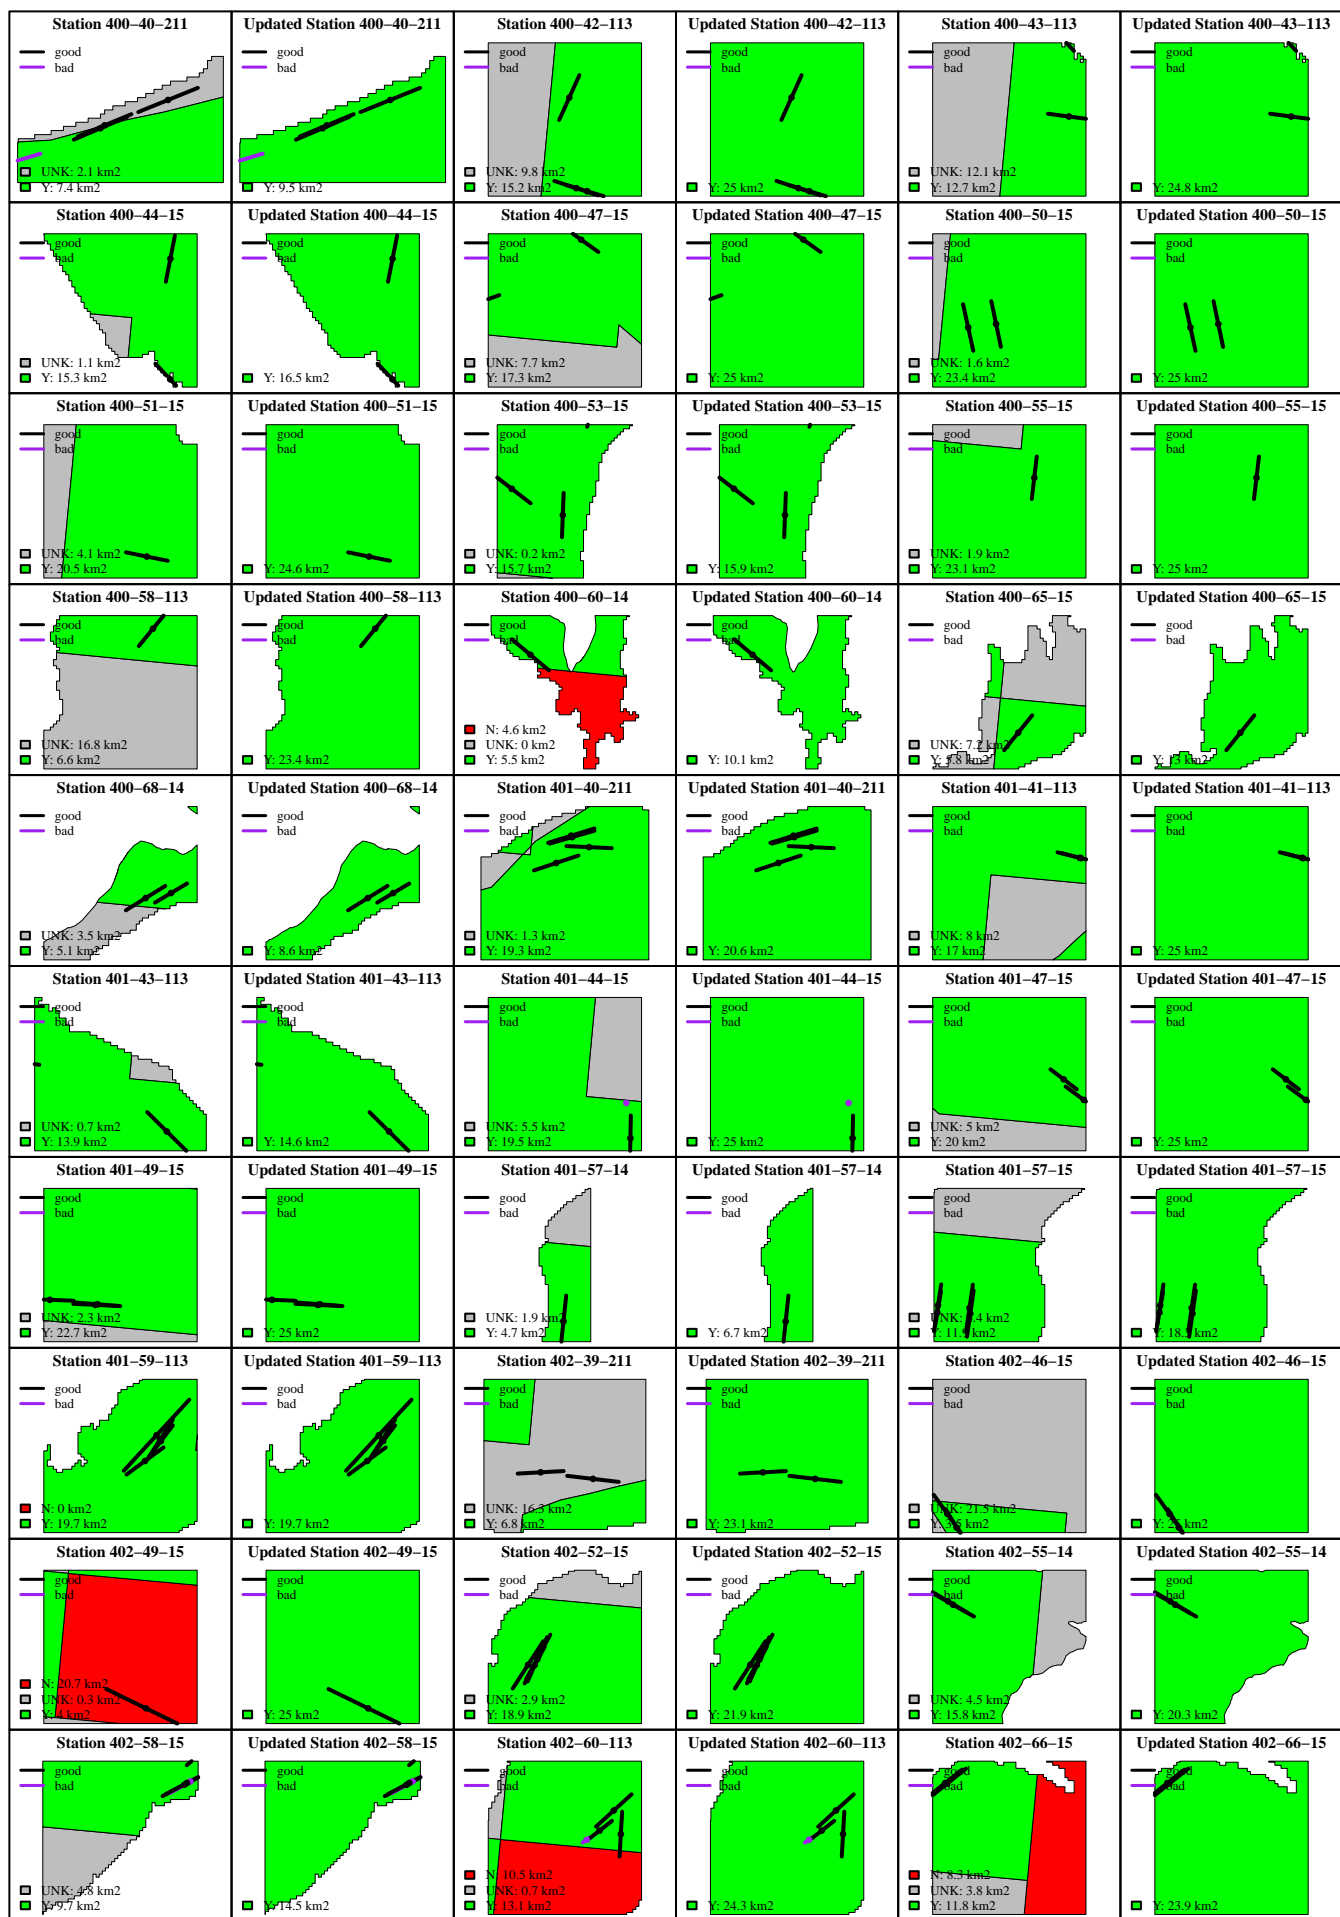 Station 400−40−211
good
bad
UNK: 2.1 km2
Y: 7.4 km2
Updated Station 400−40−211
good
bad
Y: 9.5 km2
Station 400−42−113
good
bad
UNK: 9.8 km2
Y: 15.2 km2
Updated Station 400−42−113
good
bad
Y: 25 km2
Station 400−43−113
good
bad
UNK: 12.1 km2
Y: 12.7 km2
Updated Station 400−43−113
good
bad
Y: 24.8 km2
Station 400−44−15
good
bad
UNK: 1.1 km2
Y: 15.3 km2
Updated Station 400−44−15
good
bad
Y: 16.5 km2
Station 400−47−15
good
bad
UNK: 7.7 km2
Y: 17.3 km2
Updated Station 400−47−15
good
bad
Y: 25 km2
Station 400−50−15
good
bad
UNK: 1.6 km2
Y: 23.4 km2
Updated Station 400−50−15
good
bad
Y: 25 km2
Station 400−51−15
good
bad
UNK: 4.1 km2
Y: 20.5 km2
Updated Station 400−51−15
good
bad
Y: 24.6 km2
Station 400−53−15
good
bad
UNK: 0.2 km2
Y: 15.7 km2
Updated Station 400−53−15
good
bad
Y: 15.9 km2
Station 400−55−15
good
bad
UNK: 1.9 km2
Y: 23.1 km2
Updated Station 400−55−15
good
bad
Y: 25 km2
Station 400−58−113
good
bad
UNK: 16.8 km2
Y: 6.6 km2
Updated Station 400−58−113
good
bad
Y: 23.4 km2
Station 400−60−14
good
bad
N: 4.6 km2
UNK: 0 km2
Y: 5.5 km2
Updated Station 400−60−14
good
bad
Y: 10.1 km2
Station 400−65−15
good
bad
UNK: 7.2 km2
Y: 5.8 km2
Updated Station 400−65−15
good
bad
Y: 13 km2
Station 400−68−14
good
bad
UNK: 3.5 km2
Y: 5.1 km2
Updated Station 400−68−14
good
bad
Y: 8.6 km2
Station 401−40−211
good
bad
UNK: 1.3 km2
Y: 19.3 km2
Updated Station 401−40−211
good
bad
Y: 20.6 km2
Station 401−41−113
good
bad
UNK: 8 km2
Y: 17 km2
Updated Station 401−41−113
good
bad
Y: 25 km2
Station 401−43−113
good
bad
UNK: 0.7 km2
Y: 13.9 km2
Updated Station 401−43−113
good
bad
Y: 14.6 km2
Station 401−44−15
good
bad
UNK: 5.5 km2
Y: 19.5 km2
Updated Station 401−44−15
good
bad
Y: 25 km2
Station 401−47−15
good
bad
UNK: 5 km2
Y: 20 km2
Updated Station 401−47−15
good
bad
Y: 25 km2
Station 401−49−15
good
bad
UNK: 2.3 km2
Y: 22.7 km2
Updated Station 401−49−15
good
bad
Y: 25 km2
Station 401−57−14
good
bad
UNK: 1.9 km2
Y: 4.7 km2
Updated Station 401−57−14
good
bad
Y: 6.7 km2
Station 401−57−15
good
bad
UNK: km2
Y: km2
Updated Station 401−57−15
good
bad
Y: km2
Station 401−59−113
good
bad
N: 0 km2
Y: 19.7 km2
Updated Station 401−59−113
good
bad
Y: 19.7 km2
Station 402−39−211
good
bad
UNK: 16.3 km2
Y: 6.8 km2
Updated Station 402−39−211
good
bad
Y: 23.1 km2
Station 402−46−15
good
bad
UNK: 21.5 km2
Y: 3.5 km2
Updated Station 402−46−15
good
bad
Y: 25 km2
Station 402−49−15
good
bad
N: 20.7 km2
UNK: 0.3 km2
Y: 4 km2
Updated Station 402−49−15
good
bad
Y: 25 km2
Station 402−52−15
good
bad
UNK: 2.9 km2
Y: 18.9 km2
Updated Station 402−52−15
good
bad
Y: 21.9 km2
Station 402−55−14
good
bad
UNK: 4.5 km2
Y: 15.8 km2
Updated Station 402−55−14
good
bad
Y: 20.3 km2
Station 402−58−15
good
bad
UNK: 4.8 km2
Y: 9.7 km2
Updated Station 402−58−15
good
bad
Y: 14.5 km2
Station 402−60−113
good
bad
N: 10.5 km2
UNK: 0.7 km2
Y: 13.1 km2
Updated Station 402−60−113
good
bad
Y: 24.3 km2
Station 402−66−15
good
bad
N: 8.3 km2
UNK: 3.8 km2
Y: 11.8 km2
Updated Station 402−66−15
good
bad
Y: 23.9 km2